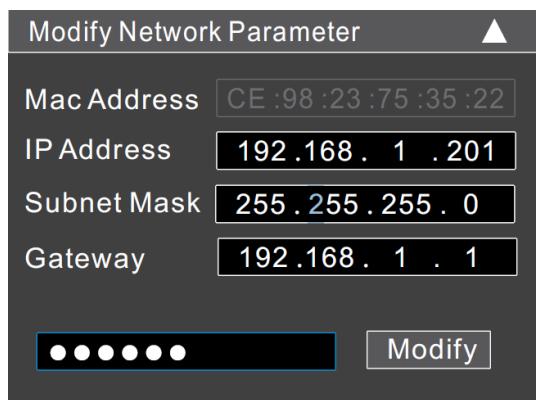 Modify Network Parameter
Mac Address CE:98:23:75:35:22
IP Address 192.168. 1 .201
Subnet Mask 255.255.255. 0
Gateway 192.168. 1 . 1
●●●●●● Modify